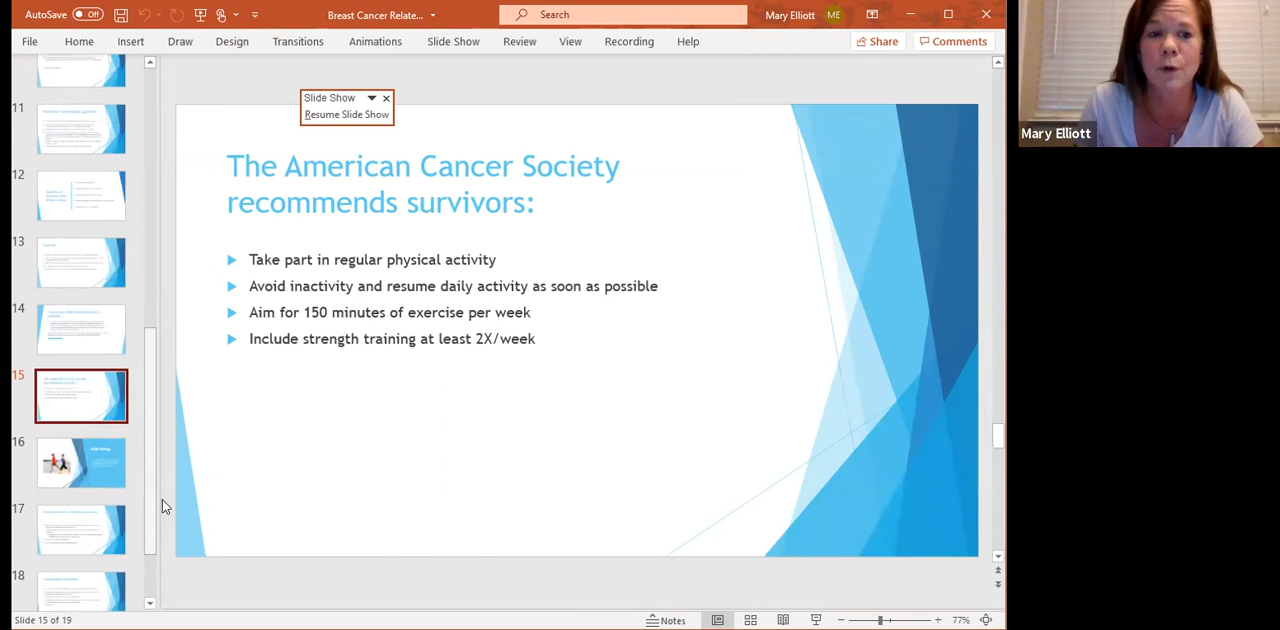 AutoSave Off
Breast Cancer Relate...
Search
Mary Elliott ME
File Home Insert Draw Design Transitions Animations Slide Show Review View Recording Help Share Comments
Slide Show
Resume Slide Show
The American Cancer Society
recommends survivors:
Take part in regular physical activity
Avoid inactivity and resume daily activity as soon as possible
Aim for 150 minutes of exercise per week
Include strength training at least 2X/week
11
12
13
14
15
16
17
18
Slide 15 of 19
Notes
77%
Mary Elliott